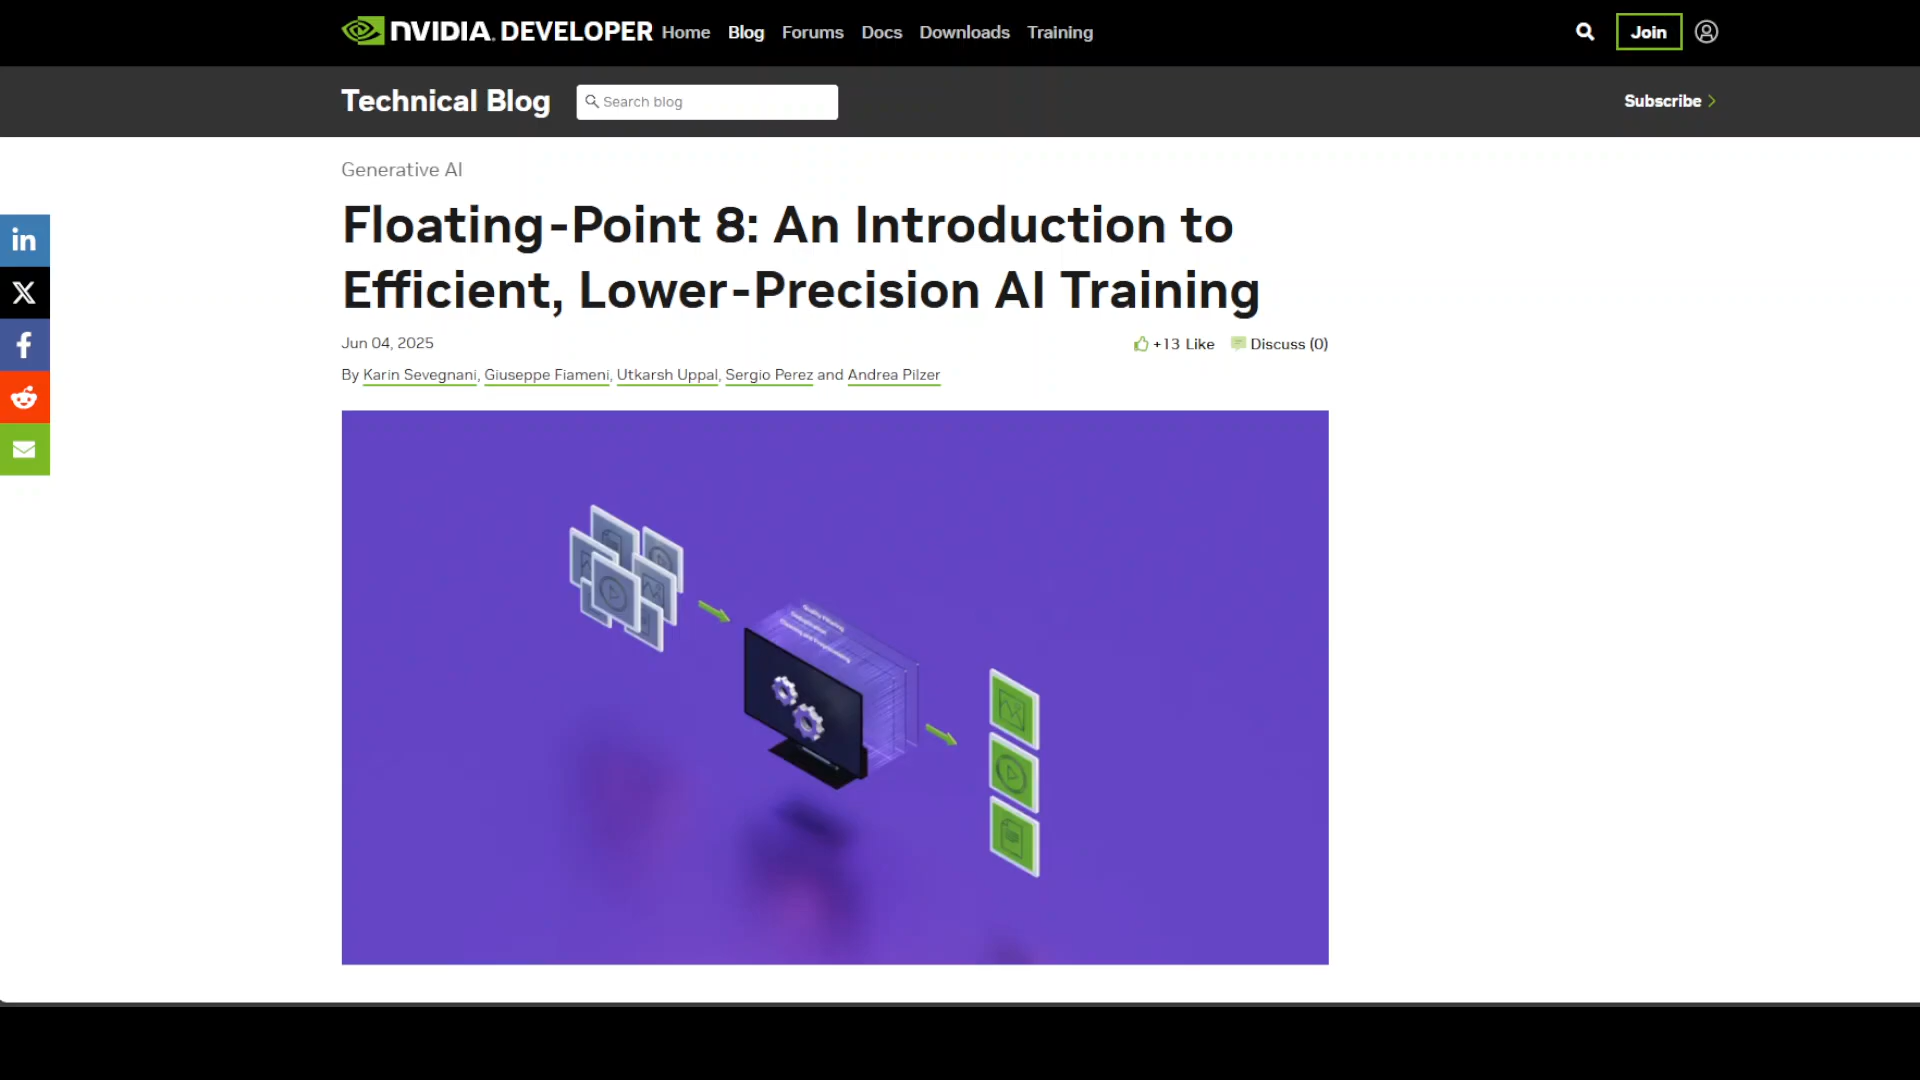 NVIDIA. DEVELOPER Home Blog Forums Docs Downloads Training Join
Technical Blog Search blog Subscribe
Generative AI
Floating-Point 8: An Introduction to
Efficient, Lower-Precision AI Training
Jun 04, 2025 +13 Like Discuss (0)
By Karin Sevegnani, Giuseppe Fiameni, Utkarsh Uppal, Sergio Perez and Andrea Pilzer
in
X
f